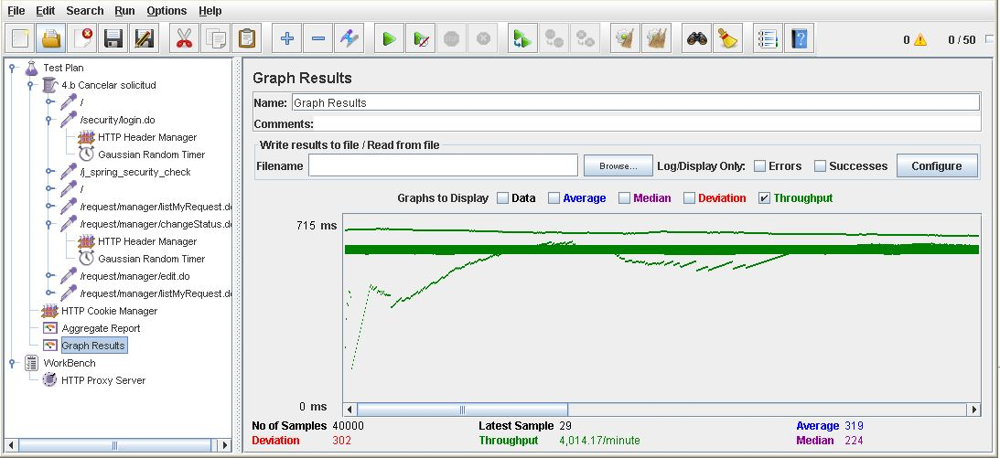 File Edit Search Run Options Help
0 0 / 50
Test Plan
4.b Cancelar solicitud
/
/security/login.do
HTTP Header Manager
Gaussian Random Timer
/j_spring_security_check
/
/request/manager/listMyRequest.do
/request/manager/changeStatus.do
HTTP Header Manager
Gaussian Random Timer
/request/manager/edit.do
/request/manager/listMyRequest.do
HTTP Cookie Manager
Aggregate Report
Graph Results
WorkBench
HTTP Proxy Server
Graph Results
Name: Graph Results
Comments:
Write results to file / Read from file
Filename Browse... Log/Display Only: Errors Successes Configure
Graphs to Display Data Average Median Deviation Throughput
715 ms
0 ms
No of Samples 40000 Latest Sample 29 Average 319
Deviation 302 Throughput 4,014.17/minute Median 224